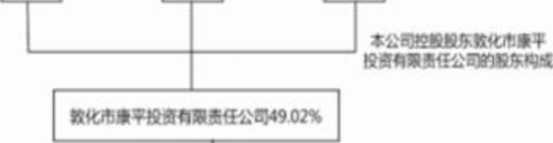 本公司控股股东敦化市康平
投资有限责任公司的股东构成
敦化市康平投资有限责任公司49.02%